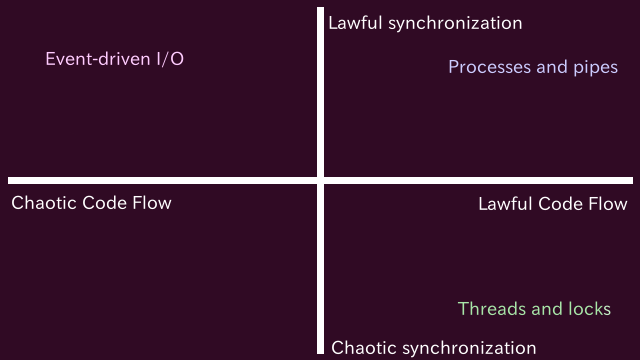 Lawful synchronization
Event-driven I/O
Processes and pipes
Chaotic Code Flow
Lawful Code Flow
Threads and locks
Chaotic synchronization